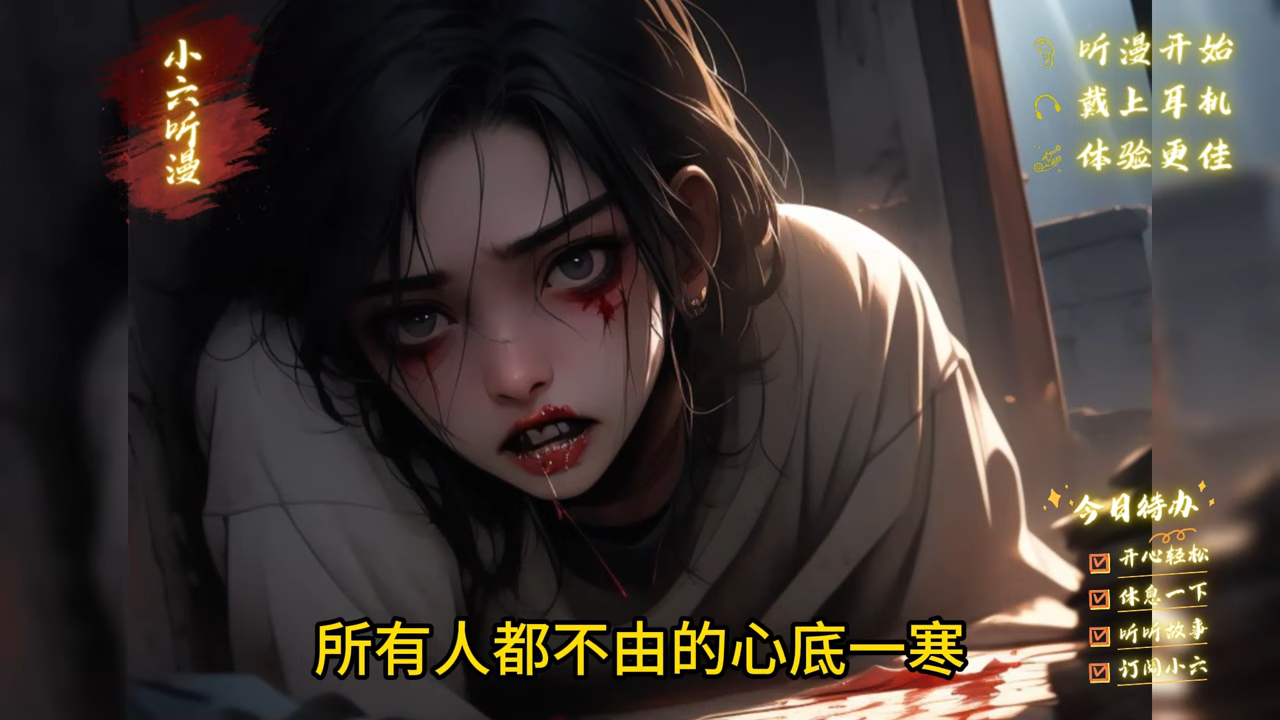 小六听漫
听漫开始
戴上耳机
体验更佳
今日待办
开心轻松
休息一下
听听故事
订阅小六
所有人都不由的心底一寒